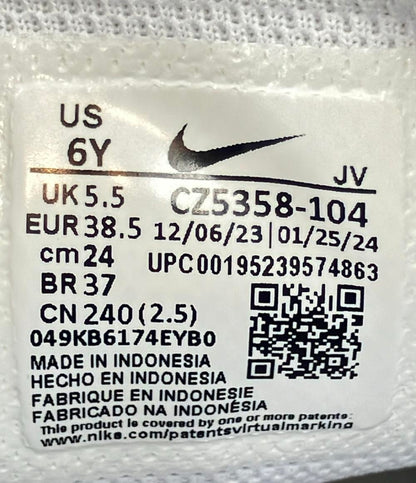 US
6Y
JV
UK 5.5 CZ5358-104
EUR 38.5 12/06/23|01/25/24
cm 24 UPC00195239574863
BR 37
CN 240 (2.5)
049KB6174EYB0
MADE IN INDONESIA
HECHO EN INDONESIA
FABRIQUE EN INDONESIE
FABRICADO NA INDONÉSIA
This product is covered by one or more patents:
www.nike.com/patentsvirtualmarking